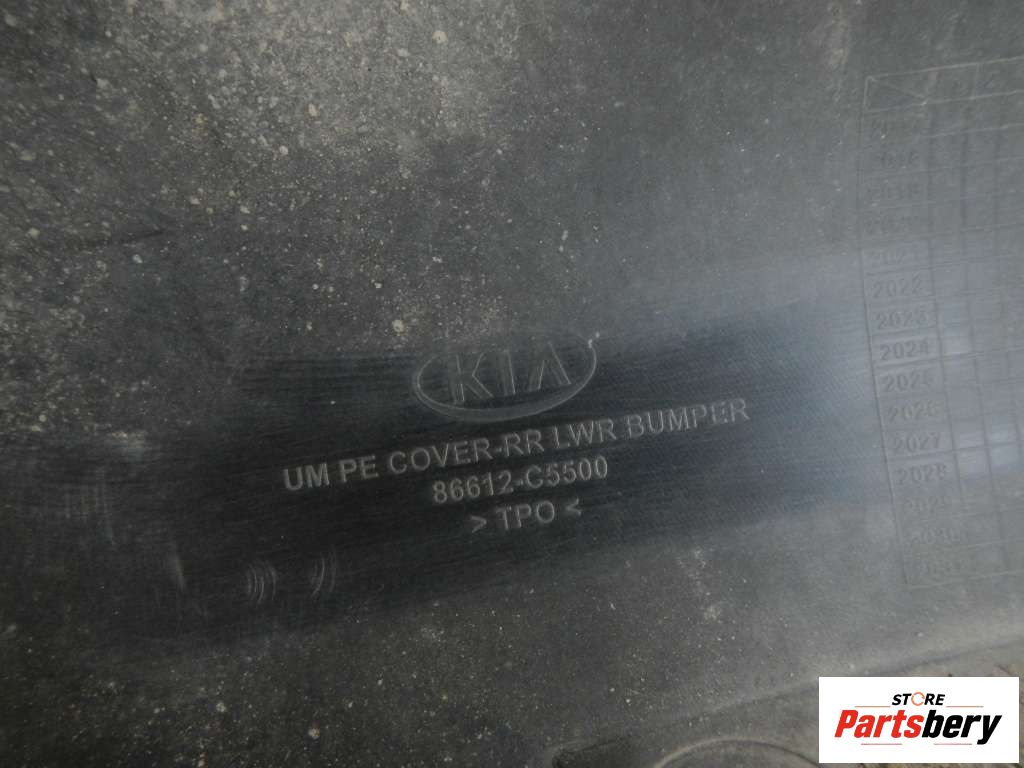 KIA
UM PE COVER-RR LWR BUMPER
86612-C5500
> TPO <
2022
2023
2024
2025
2026
2027
2028
2029
STORE
Partsbery